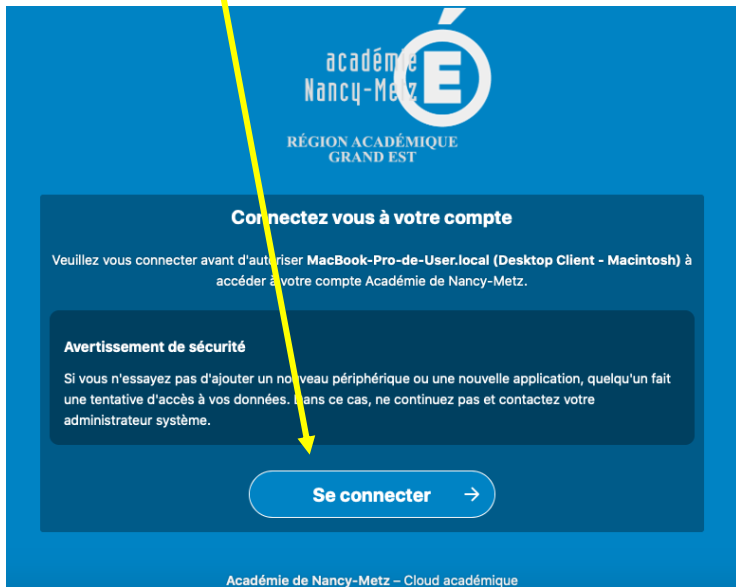 académie
Nancy-Metz
É
RÉGION ACADÉMIQUE
GRAND EST
Connectez vous à votre compte
Veuillez vous connecter avant d'autoriser MacBook-Pro-de-User.local (Desktop Client - Macintosh) à
accéder à votre compte Académie de Nancy-Metz.
Avertissement de sécurité
Si vous n'essayez pas d'ajouter un nouveau périphérique ou une nouvelle application, quelqu'un fait
une tentative d'accès à vos données. Dans ce cas, ne continuez pas et contactez votre
administrateur système.
Se connecter →
Académie de Nancy-Metz – Cloud académique